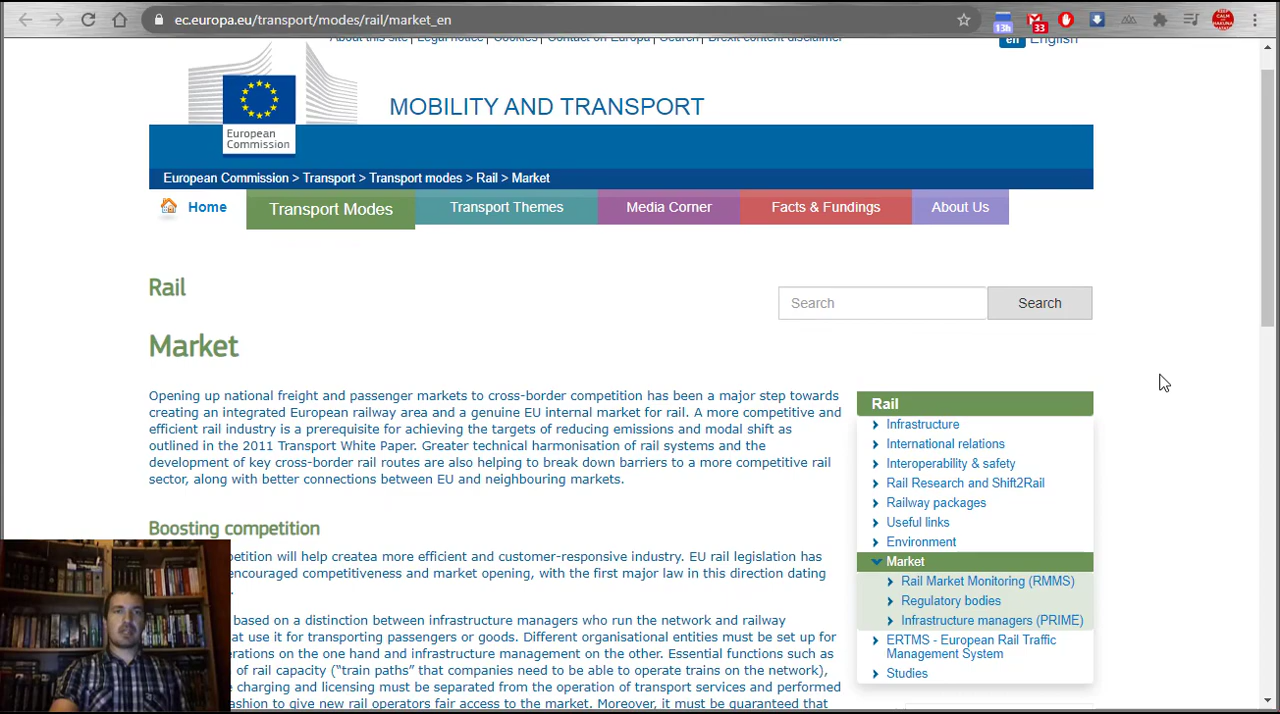 ec.europa.eu/transport/modes/rail/market_en
13h
33
About this site | Legal notice | Cookies | Contact on Europa | Search | Brexit content disclaimer
en English
European
Commission
MOBILITY AND TRANSPORT
European Commission > Transport > Transport modes > Rail > Market
Home
Transport Modes
Transport Themes
Media Corner
Facts & Fundings
About Us
Rail
Search
Search
Market
Opening up national freight and passenger markets to cross-border competition has been a major step towards
creating an integrated European railway area and a genuine EU internal market for rail. A more competitive and
efficient rail industry is a prerequisite for achieving the targets of reducing emissions and modal shift as
outlined in the 2011 Transport White Paper. Greater technical harmonisation of rail systems and the
development of key cross-border rail routes are also helping to break down barriers to a more competitive rail
sector, along with better connections between EU and neighbouring markets.
Boosting competition
petition will help createa more efficient and customer-responsive industry. EU rail legislation has
encouraged competitiveness and market opening, with the first major law in this direction dating
based on a distinction between infrastructure managers who run the network and railway
at use it for transporting passengers or goods. Different organisational entities must be set up for
erations on the one hand and infrastructure management on the other. Essential functions such as
of rail capacity ("train paths" that companies need to be able to operate trains on the network),
charging and licensing must be separated from the operation of transport services and performed
ashion to give new rail operators fair access to the market. Moreover, it must be guaranteed that
Rail
Infrastructure
International relations
Interoperability & safety
Rail Research and Shift2Rail
Railway packages
Useful links
Environment
Market
Rail Market Monitoring (RMMS)
Regulatory bodies
Infrastructure managers (PRIME)
ERTMS - European Rail Traffic
Management System
Studies